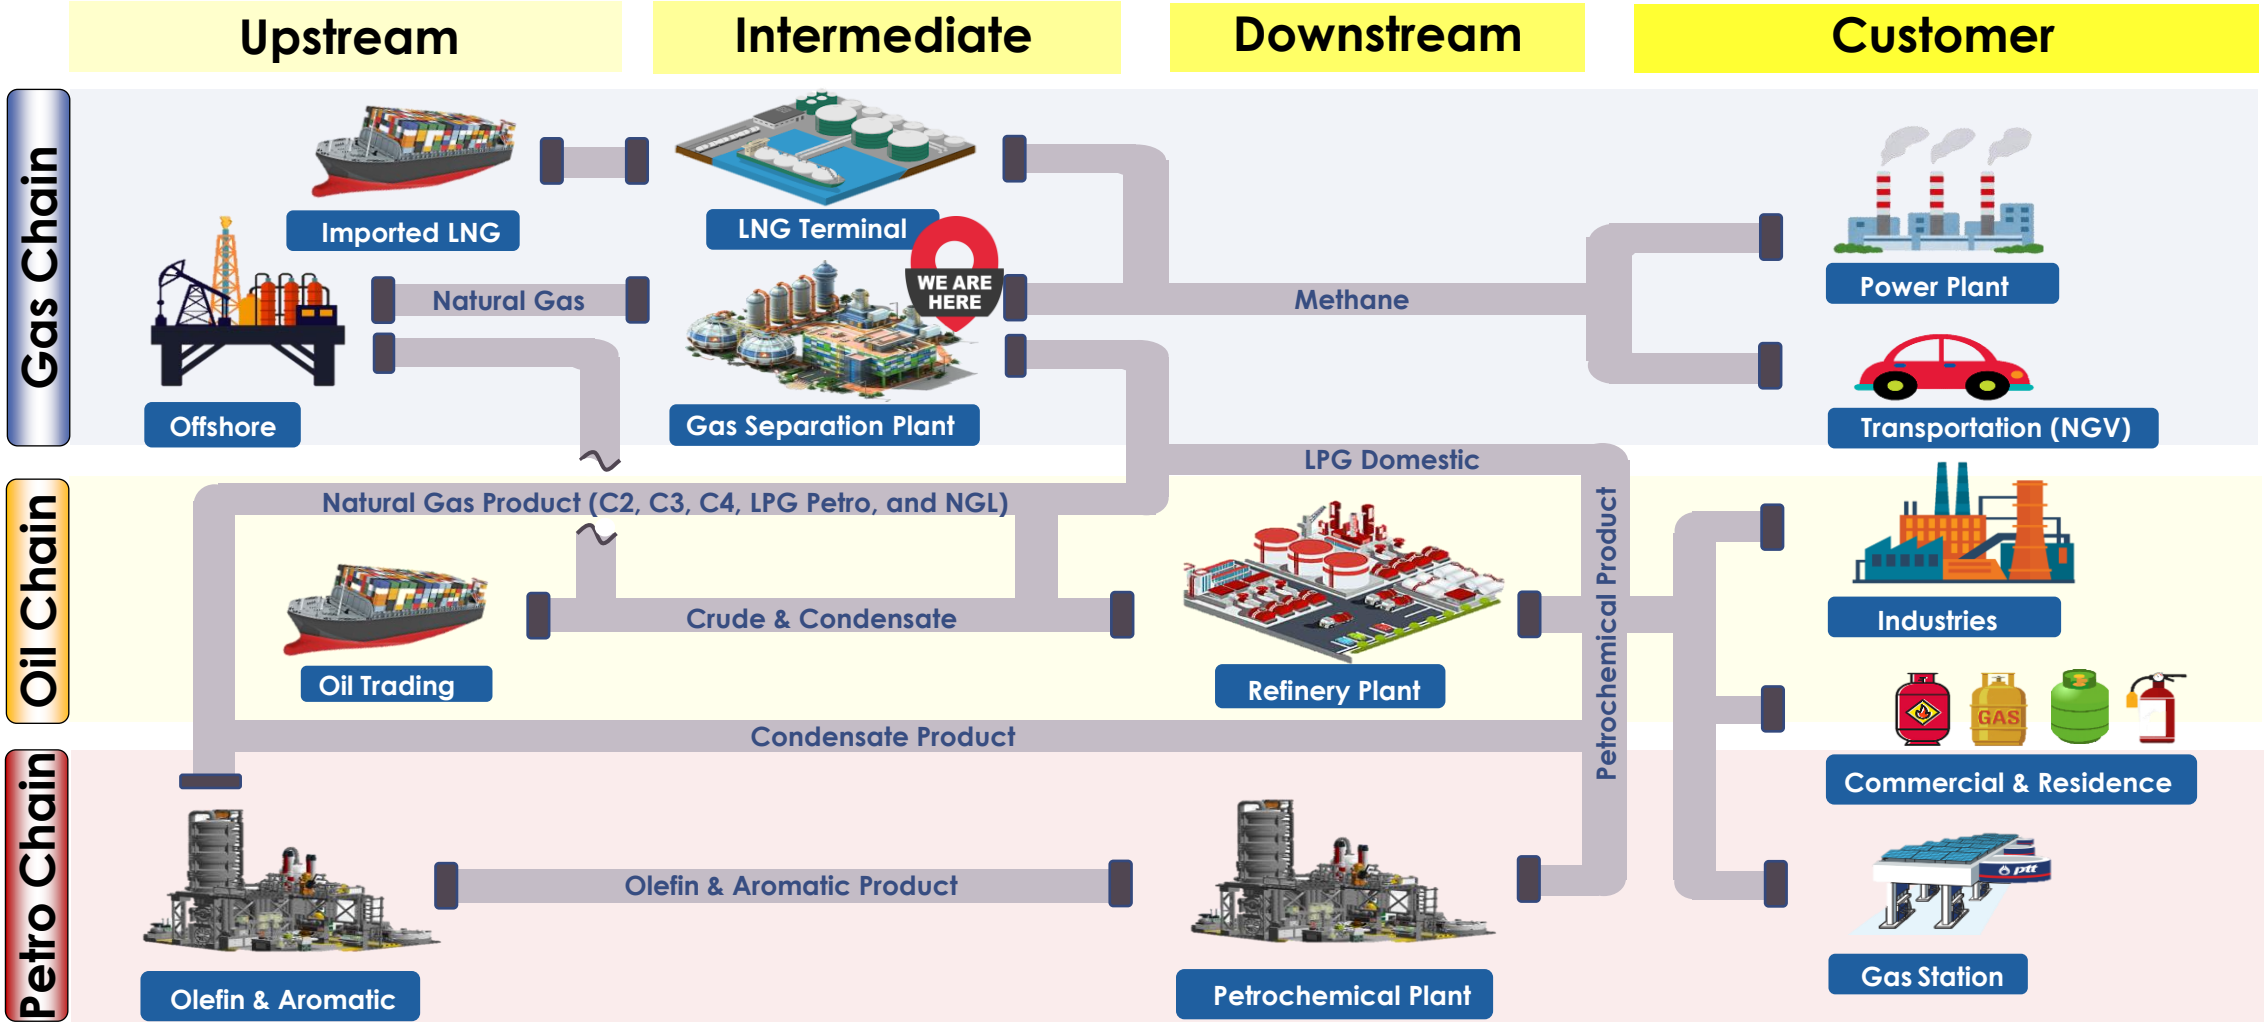 Upstream
Intermediate
Downstream
Customer
Gas Chain
Imported LNG
LNG Terminal
WE ARE
HERE
Natural Gas
Methane
Power Plant
Offshore
Gas Separation Plant
Transportation (NGV)
LPG Domestic
Oil Chain
Natural Gas Product (C2, C3, C4, LPG Petro, and NGL)
Petrochemical Product
Crude & Condensate
Industries
Oil Trading
Refinery Plant
GAS
Condensate Product
Commercial & Residence
Petro Chain
Olefin & Aromatic Product
ptt
Olefin & Aromatic
Petrochemical Plant
Gas Station